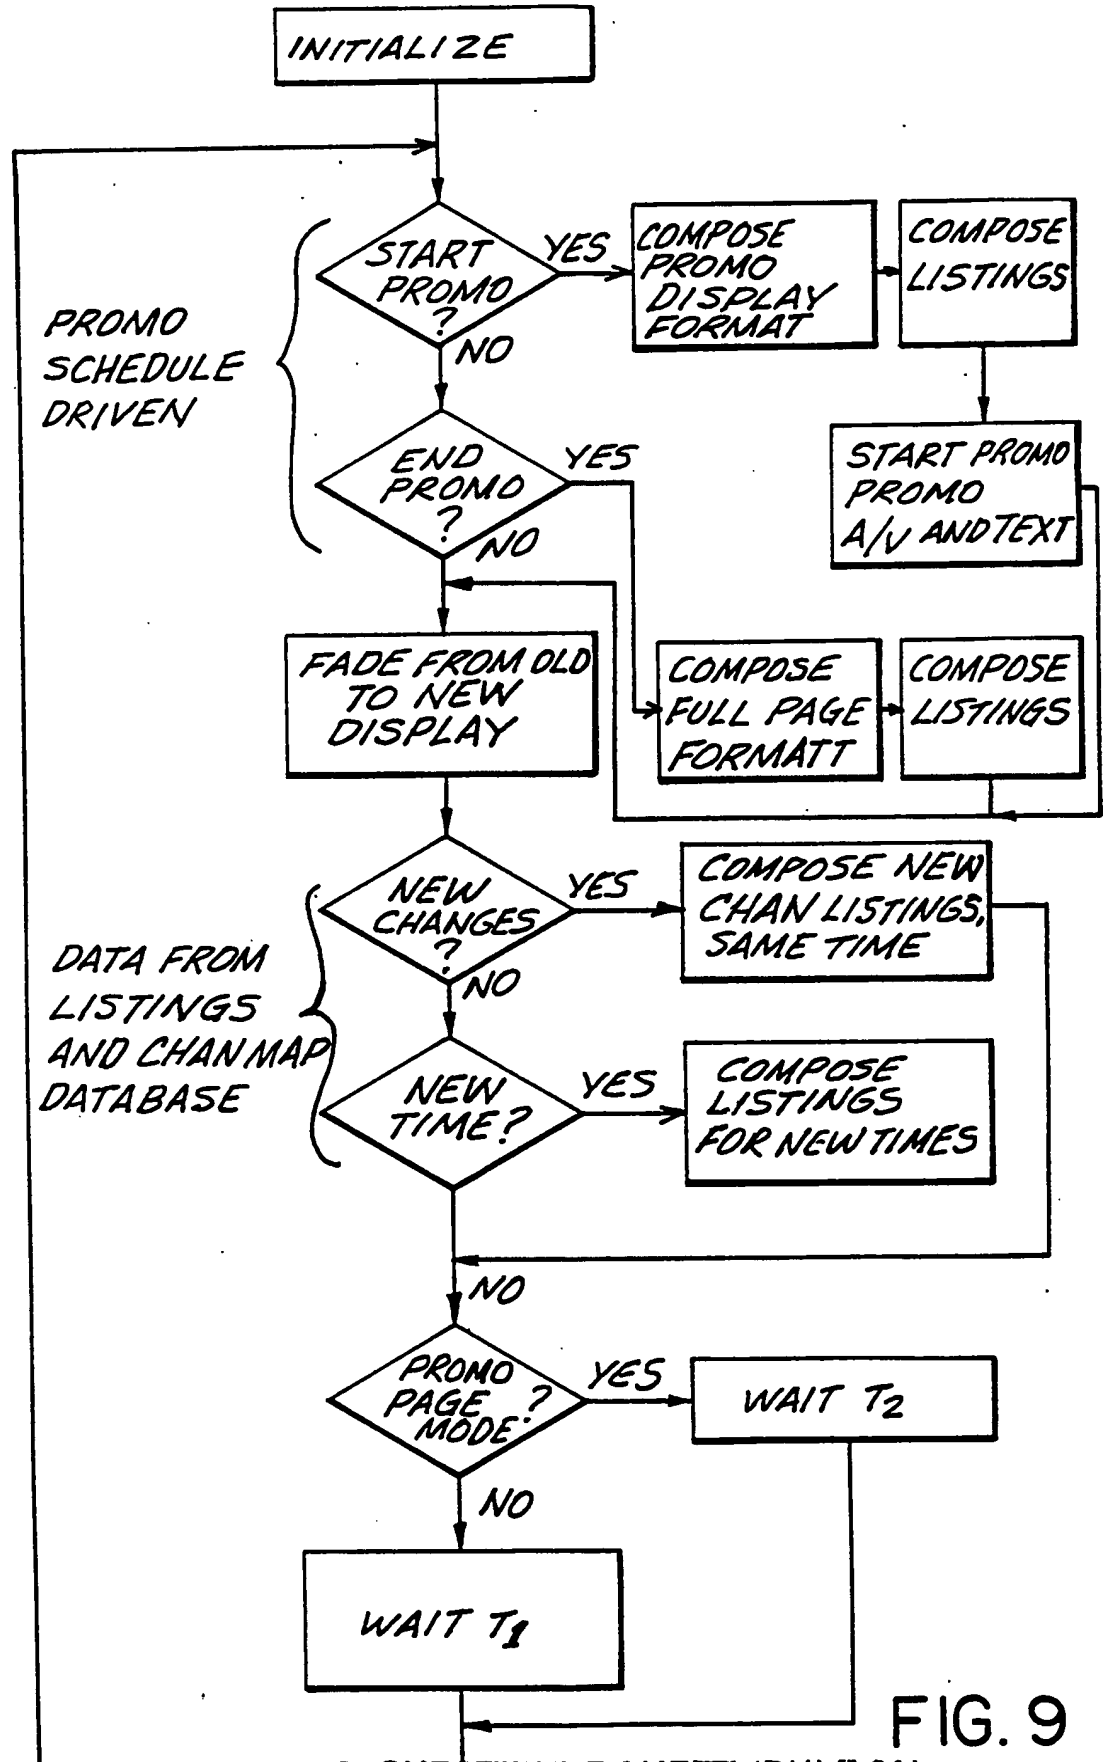 INITIALIZE
START
PROMO
?
YES
NO
COMPOSE
PROMO
DISPLAY
FORMAT
COMPOSE
LISTINGS
PROMO
SCHEDULE
DRIVEN
END
PROMO
?
YES
NO
START PROMO
PROMO
A/V AND TEXT
FADE FROM OLD
TO NEW
DISPLAY
COMPOSE
FULL PAGE
FORMATT
COMPOSE
LISTINGS
NEW
CHANGES
?
YES
NO
COMPOSE NEW
CHAN LISTINGS,
SAME TIME
DATA FROM
LISTINGS
AND CHAN MAP
DATABASE
NEW
TIME?
YES
COMPOSE
LISTINGS
FOR NEW TIMES
NO
PROMO
PAGE ?
MODE
YES
WAIT T2
NO
WAIT T1
FIG. 9